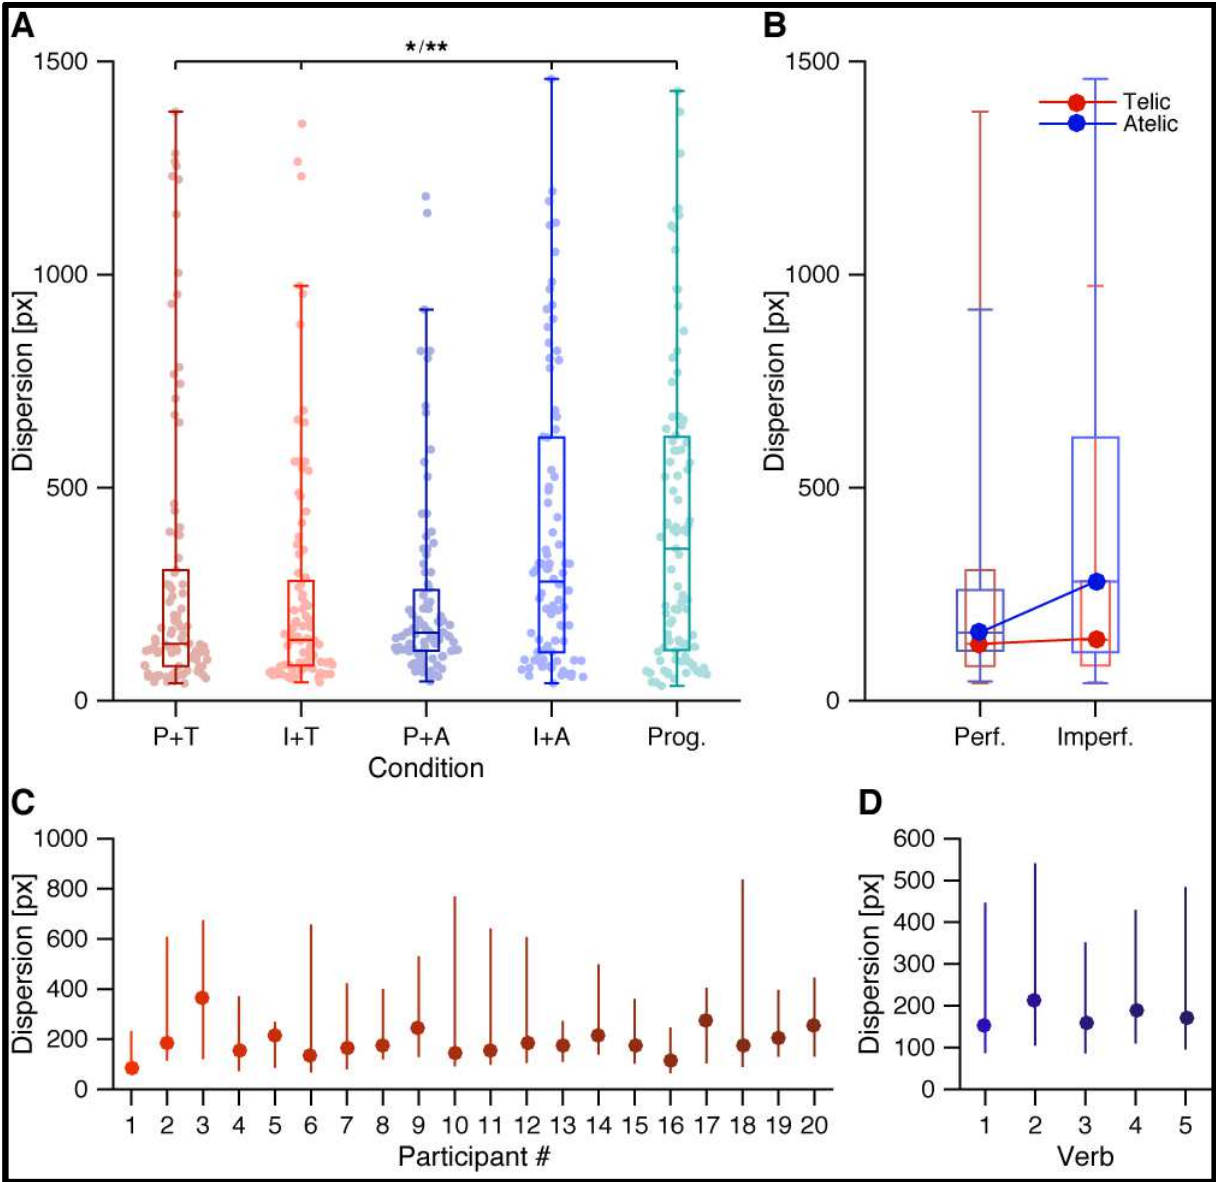 A
B
*/**
1500
1000
500
0
Dispersion [px]
P+T
I+T
P+A
I+A
Prog.
Condition
1500
1000
500
0
Dispersion [px]
Telic
Atelic
Perf.
Imperf.
C
D
1000
800
600
400
200
0
Dispersion [px]
1 2 3 4 5 6 7 8 9 10 11 12 13 14 15 16 17 18 19 20
Participant #
600
500
400
300
200
100
0
Dispersion [px]
1 2 3 4 5
Verb